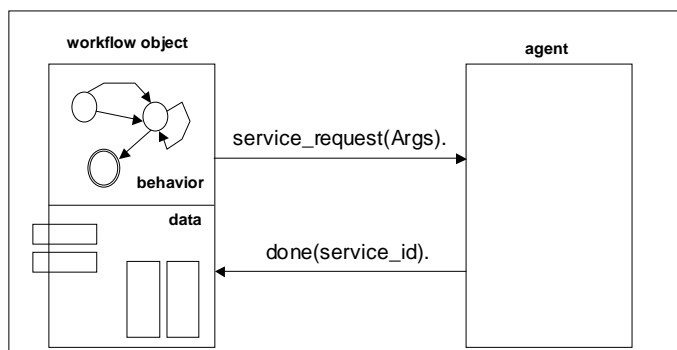 workflow object
agent
service_request(Args).
behavior
data
done(service_id).